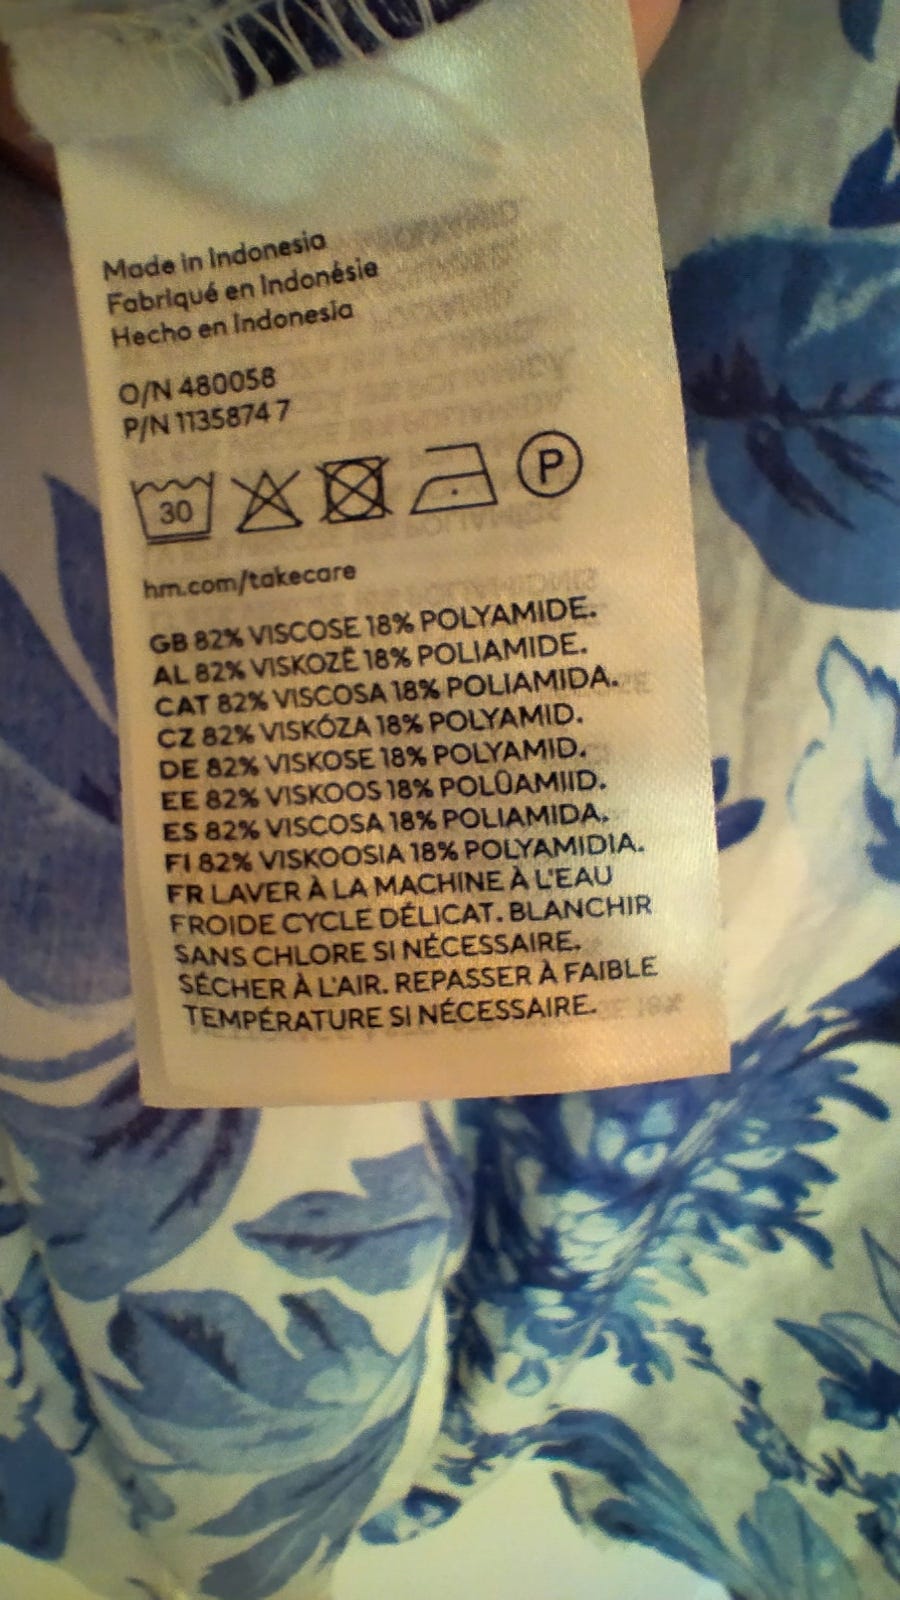 Made in Indonesia
Fabriqué en Indonésie
Hecho en Indonesia
O/N 480058
P/N 1135874 7
30 P
hm.com/takecare
GB 82% VISCOSE 18% POLYAMIDE.
AL 82% VISKOZË 18% POLIAMIDE.
CAT 82% VISCOSA 18% POLIAMIDA.
CZ 82% VISKÓZA 18% POLYAMID.
DE 82% VISKOSE 18% POLYAMID.
EE 82% VISKOOS 18% POLÜAMIID.
ES 82% VISCOSA 18% POLIAMIDA.
FI 82% VISKOOSIA 18% POLYAMIDIA.
FR LAVER À LA MACHINE À L'EAU
FROIDE CYCLE DÉLICAT. BLANCHIR
SANS CHLORE SI NÉCESSAIRE.
SÉCHER À L'AIR. REPASSER À FAIBLE
TEMPÉRATURE SI NÉCESSAIRE.